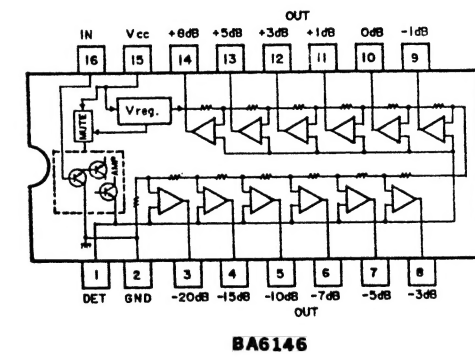 OUT
IN Vcc +8dB +5dB +3dB +1dB 0dB -1dB
16 15 14 13 12 11 10 9
MUTE
Vreg.
AMP
1 2 3 4 5 6 7 8
DET GND -20dB -15dB -10dB -7dB -5dB -3dB
OUT
BA6146